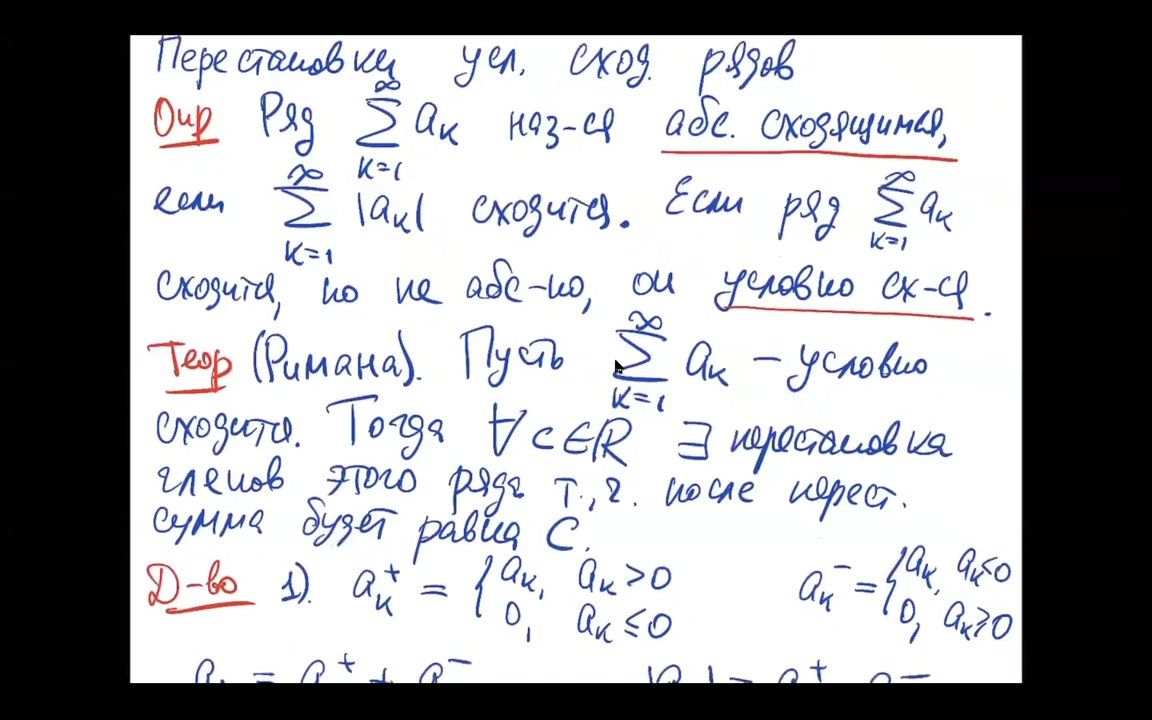 Перестановки усл. сход. рядов
Опр Ряд ∑_{k=1}^{∞} a_k наз-ся абс. сходящимся,
если ∑_{k=1}^{∞} |a_k| сходится. Если ряд ∑_{k=1}^{∞} a_k
сходится, но не абс-но, он условно сх-ся.
Теор (Римана). Пусть ∑_{k=1}^{∞} a_k – условно
сходится. Тогда ∀ c ∈ ℝ ∃ перестановка
членов этого ряда т., ч. после перест.
сумма будет равна C.
Д-во 1). a_k^+ = { a_k, a_k > 0 a_k^- = { a_k, a_k < 0
0, a_k ≤ 0 0, a_k ≥ 0